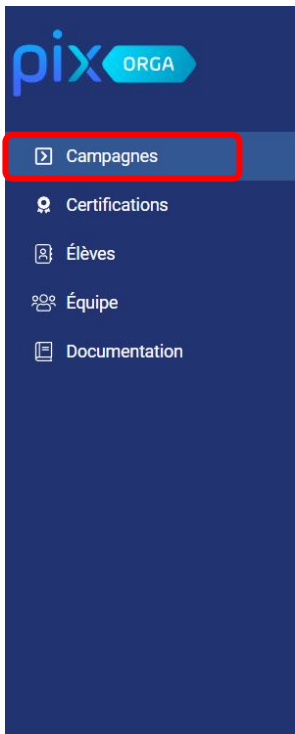 pix ORGA
Campagnes
Certifications
Élèves
Équipe
Documentation